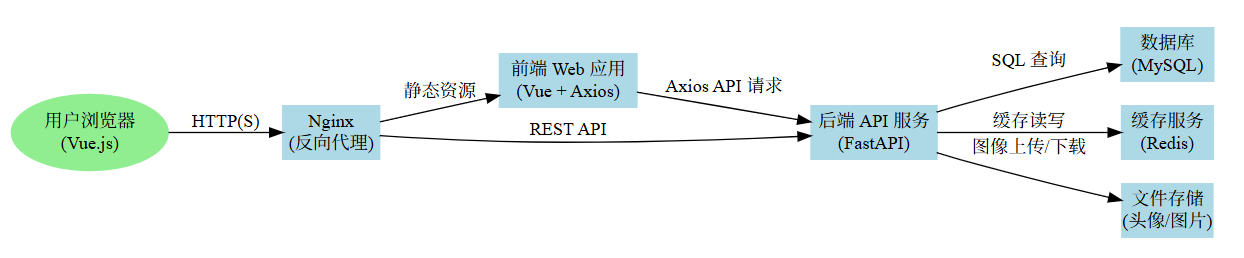 用户浏览器
(Vue.js)
HTTP(S)
Nginx
(反向代理)
静态资源
REST API
前端 Web 应用
(Vue + Axios)
Axios API 请求
后端 API 服务
(FastAPI)
SQL 查询
缓存读写
图像上传/下载
数据库
(MySQL)
缓存服务
(Redis)
文件存储
(头像/图片)